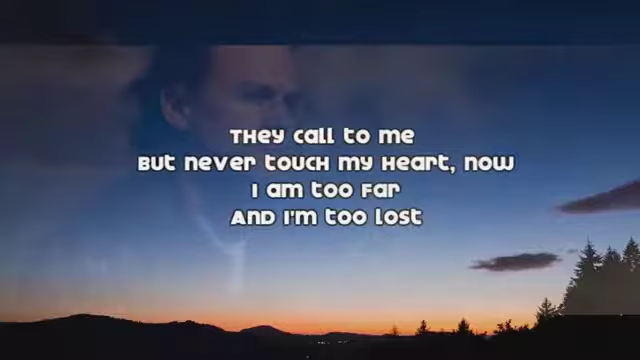 They call to me
But never touch my heart, now
I am too far
And I'm too lost